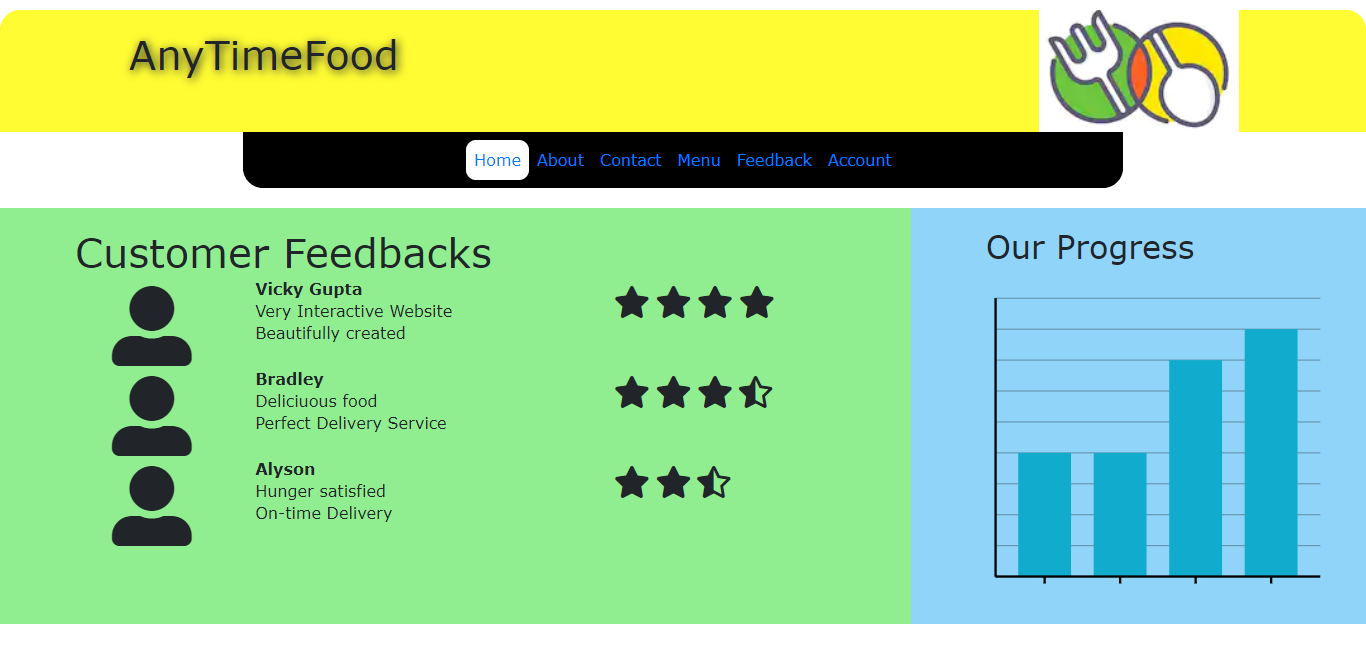 AnyTimeFood
Home About Contact Menu Feedback Account
Customer Feedbacks
Vicky Gupta
Very Interactive Website
Beautifully created
Bradley
Deliciuous food
Perfect Delivery Service
Alyson
Hunger satisfied
On-time Delivery
Our Progress